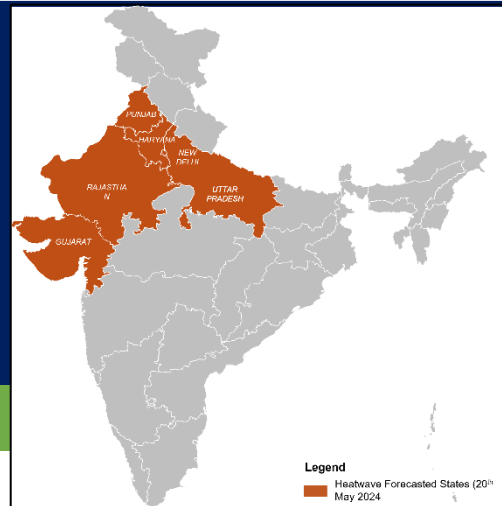 PUNJAB
HARYANA
NEW
DELHI
RAJASTHA
N
UTTAR
PRADESH
GUJARAT
Legend
Heatwave Forecasted States (20th
May 2024